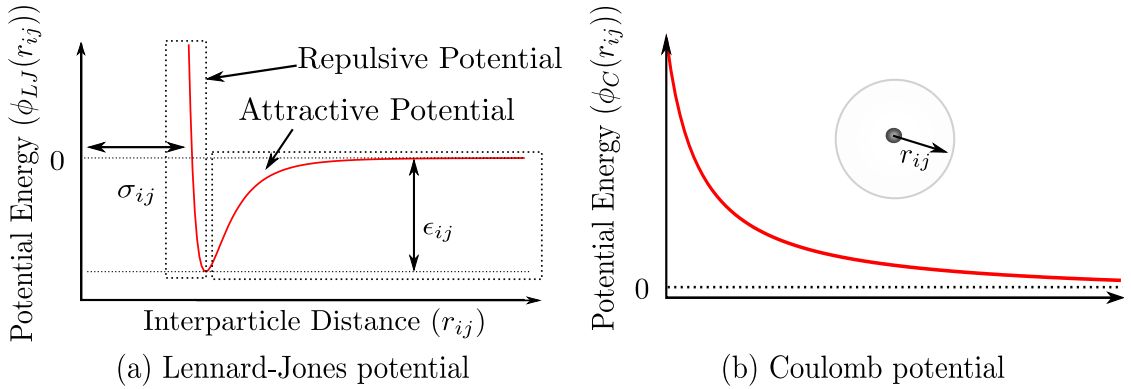 Potential Energy (ϕ_{LJ}(r_{ij}))
Repulsive Potential
Attractive Potential
0
σ_{ij}
ϵ_{ij}
Interparticle Distance (r_{ij})
(a) Lennard-Jones potential
Potential Energy (ϕ_C(r_{ij}))
r_{ij}
0
(b) Coulomb potential